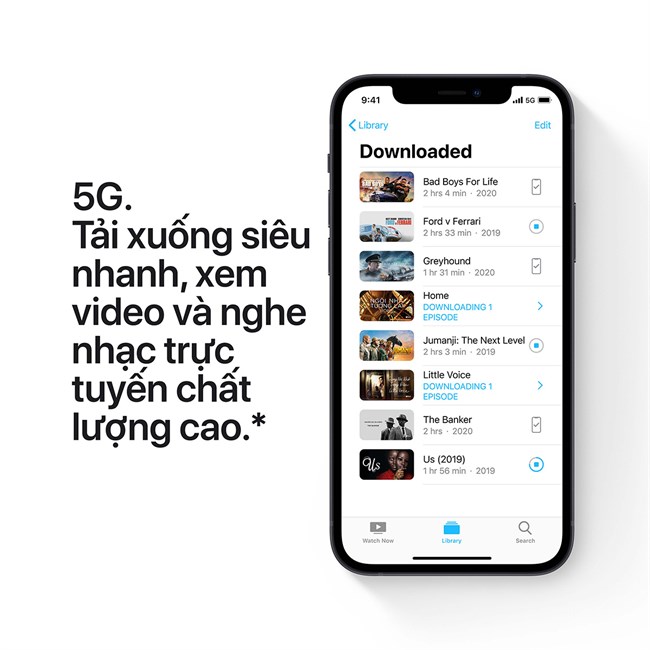 5G.
Tải xuống siêu
nhanh, xem
video và nghe
nhạc trực
tuyến chất
lượng cao.*
9:41
5G
Library
Edit
Downloaded
Bad Boys For Life
2 hrs 4 min · 2020
Ford v Ferrari
2 hrs 33 min · 2019
Greyhound
1 hr 31 min · 2020
Home
DOWNLOADING 1
EPISODE
Jumanji: The Next Level
2 hrs 3 min · 2019
Little Voice
DOWNLOADING 1
EPISODE
The Banker
2 hrs · 2020
Us (2019)
1 hr 56 min · 2019
Us
Watch Now
Library
Search